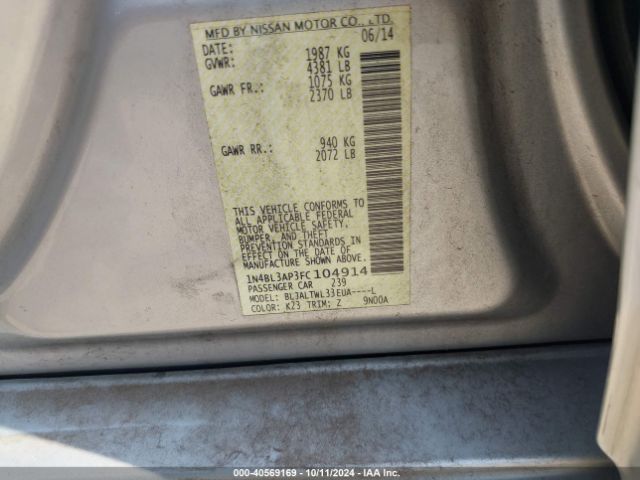 MFD BY NISSAN MOTOR CO., LTD.
DATE: 06/14
GVWR: 1987 KG
4381 LB
GAWR FR.: 1075 KG
2370 LB
GAWR RR.: 940 KG
2072 LB
THIS VEHICLE CONFORMS TO
ALL APPLICABLE FEDERAL
MOTOR VEHICLE SAFETY,
BUMPER, AND THEFT
PREVENTION STANDARDS IN
EFFECT ON THE DATE OF
MANUFACTURE SHOWN ABOVE.
1N4BL3AP3FC104914
PASSENGER CAR 239
MODEL: BL3ALTWL33EUA----L
COLOR: K23 TRIM: Z 9N00A
000-40569169 - 10/11/2024 - IAA Inc.